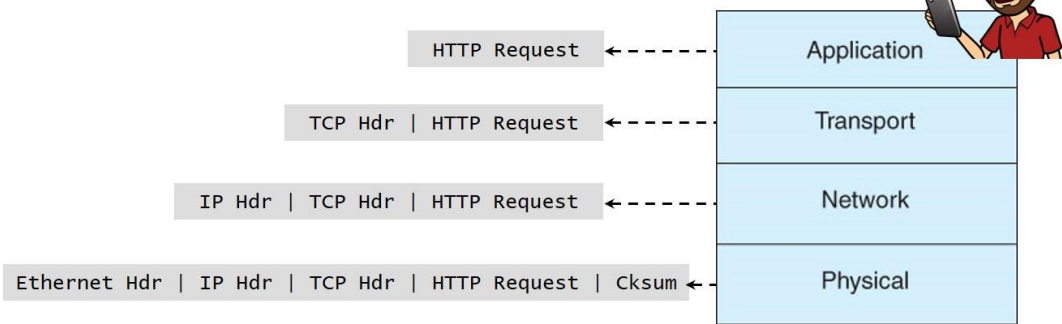 HTTP Request
Application
TCP Hdr | HTTP Request
Transport
IP Hdr | TCP Hdr | HTTP Request
Network
Ethernet Hdr | IP Hdr | TCP Hdr | HTTP Request | Cksum
Physical